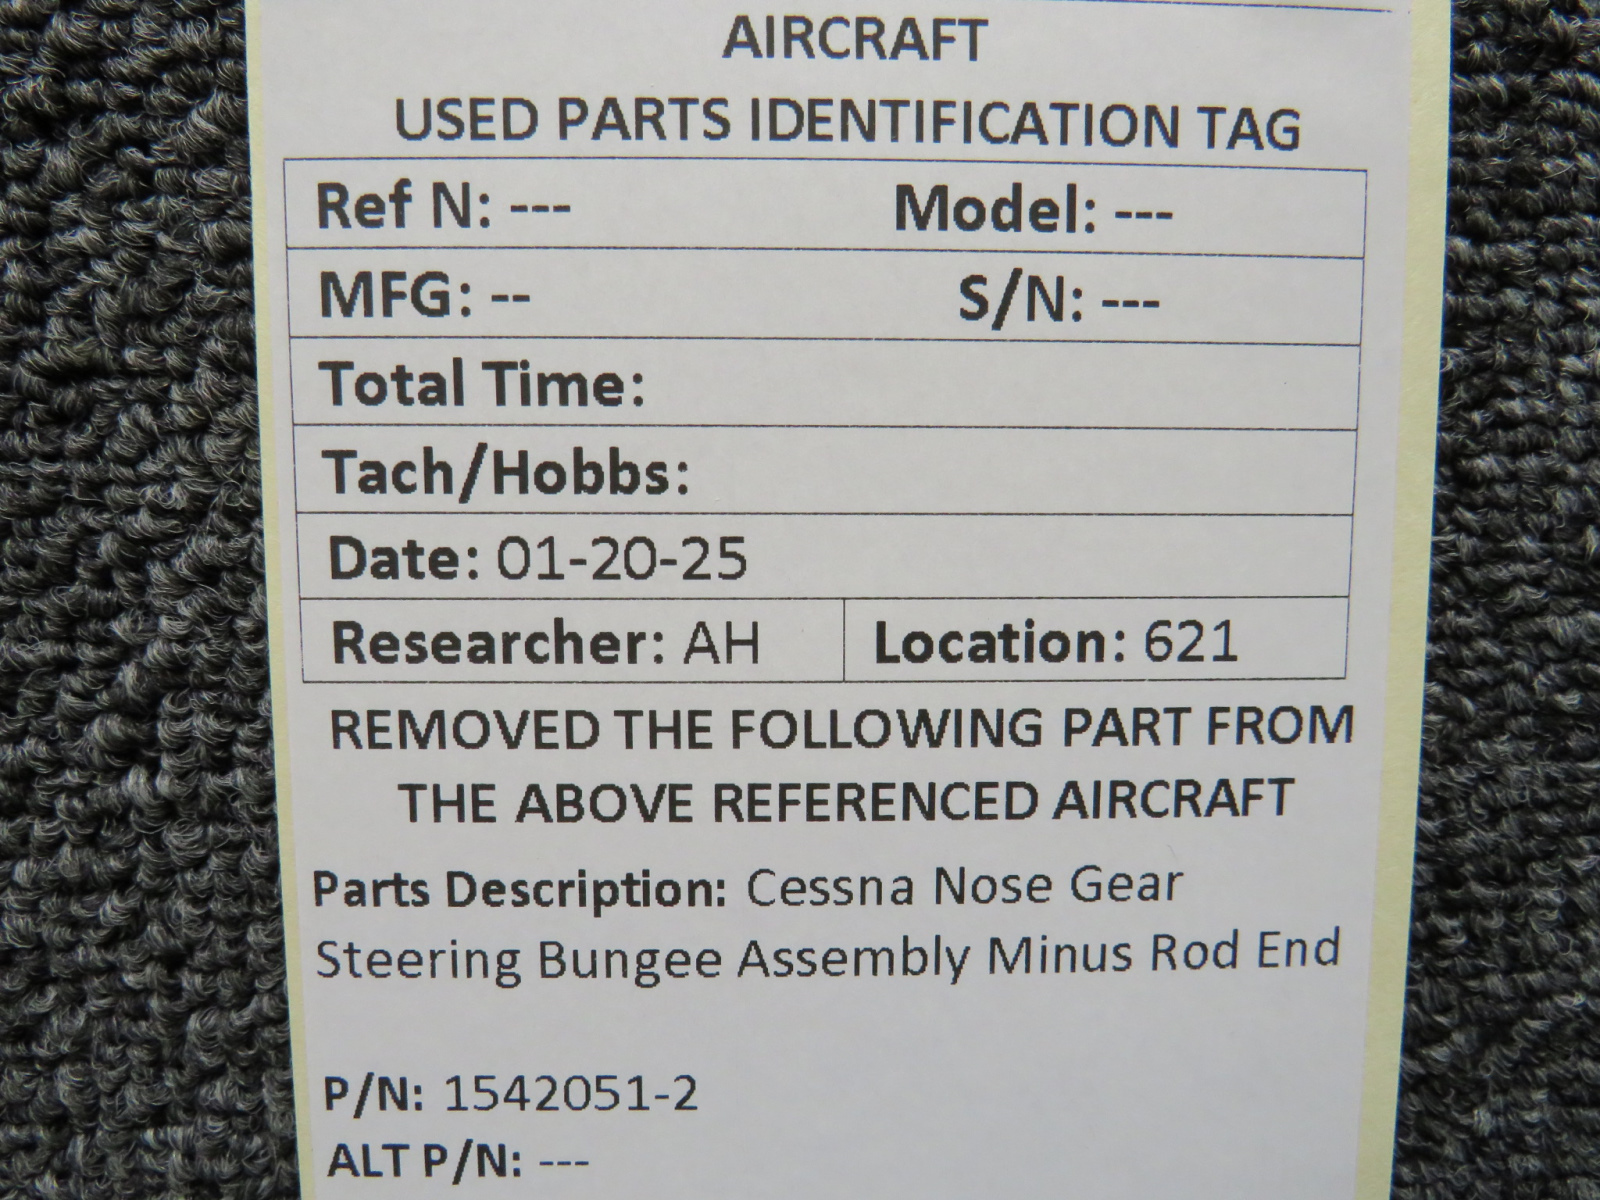 AIRCRAFT
USED PARTS IDENTIFICATION TAG
Ref N: --- Model: ---
MFG: -- S/N: ---
Total Time:
Tach/Hobbs:
Date: 01-20-25
Researcher: AH Location: 621
REMOVED THE FOLLOWING PART FROM
THE ABOVE REFERENCED AIRCRAFT
Parts Description: Cessna Nose Gear
Steering Bungee Assembly Minus Rod End
P/N: 1542051-2
ALT P/N: ---